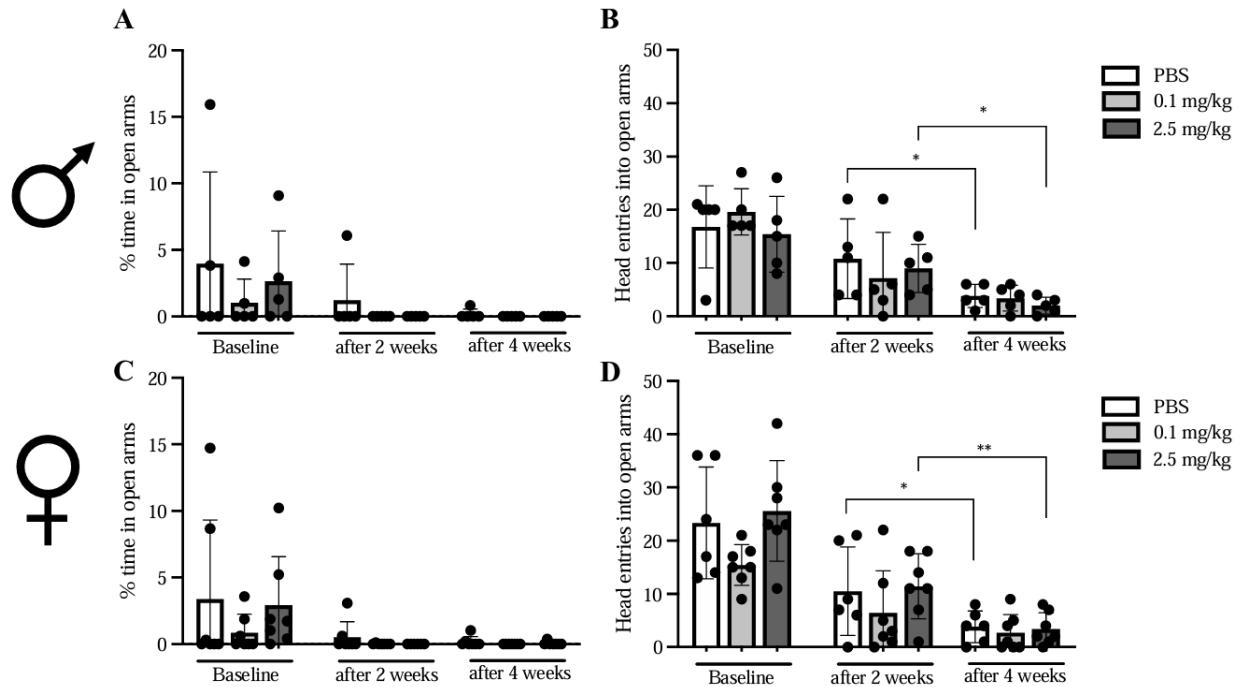 A
B
% time in open arms
20
15
10
5
0
Baseline
after 2 weeks
after 4 weeks
Head entries into open arms
50
40
30
20
10
0
*
*
Baseline
after 2 weeks
after 4 weeks
PBS
0.1 mg/kg
2.5 mg/kg
C
D
% time in open arms
20
15
10
5
0
Baseline
after 2 weeks
after 4 weeks
Head entries into open arms
50
40
30
20
10
0
*
**
Baseline
after 2 weeks
after 4 weeks
PBS
0.1 mg/kg
2.5 mg/kg